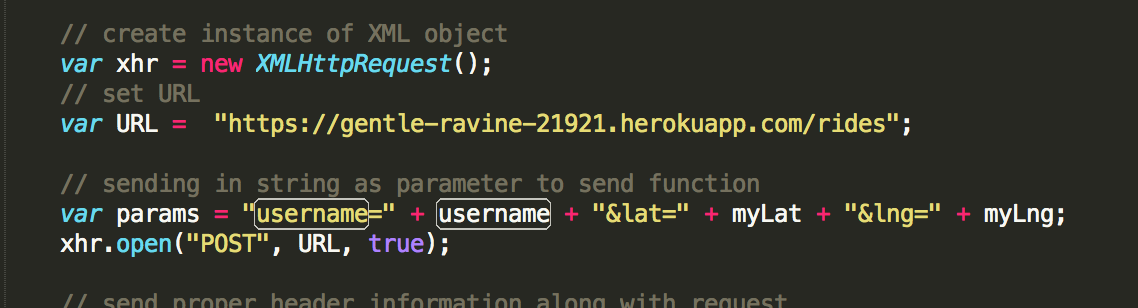 // create instance of XML object
var xhr = new XMLHttpRequest();
// set URL
var URL =  "https://gentle-ravine-21921.herokuapp.com/rides";
// sending in string as parameter to send function
var params = "username=" + username + "&lat=" + myLat + "&lng=" + myLng;
xhr.open("POST", URL, true);
// send proper header information along with request